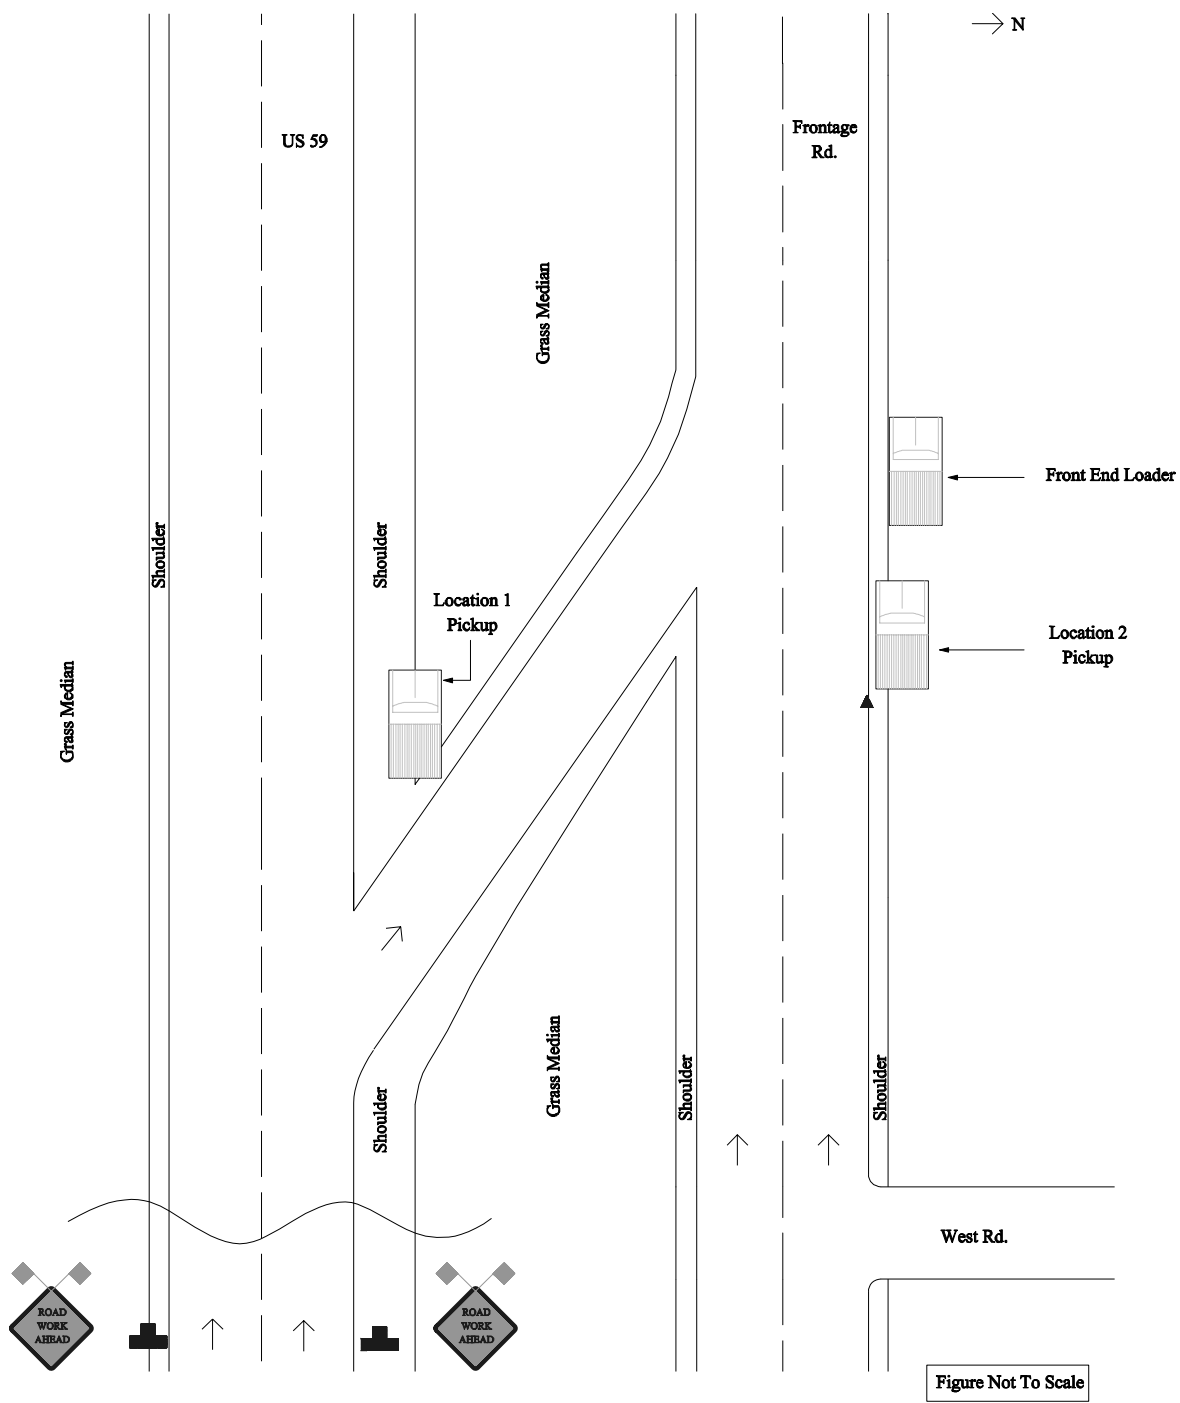 N
US 59
Frontage
Rd.
Grass Median
Front End Loader
Shoulder
Shoulder
Location 1
Pickup
Location 2
Pickup
Grass Median
Grass Median
Shoulder
Shoulder
Shoulder
West Rd.
ROAD
WORK
AHEAD
ROAD
WORK
AHEAD
Figure Not To Scale